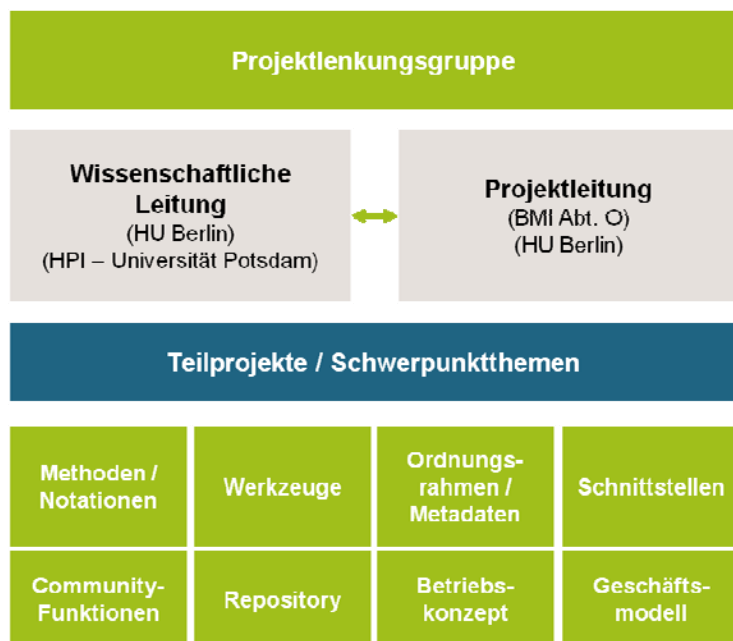 Projektlenkungsgruppe
Wissenschaftliche
Leitung
(HU Berlin)
(HPI – Universität Potsdam)
Projektleitung
(BMI Abt. O)
(HU Berlin)
Teilprojekte / Schwerpunktthemen
Methoden /
Notationen
Werkzeuge
Ordnungs-
rahmen /
Metadaten
Schnittstellen
Community-
Funktionen
Repository
Betriebs-
konzept
Geschäfts-
modell